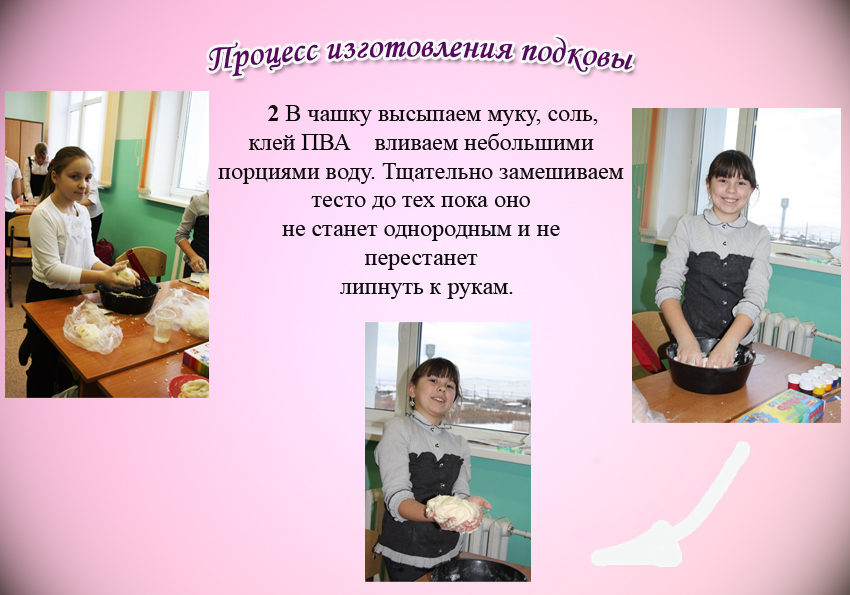 Процесс изготовления подковы
2 В чашку высыпаем муку, соль,
клей ПВА вливаем небольшими
порциями воду. Тщательно замешиваем
тесто до тех пока оно
не станет однородным и не
перестанет
липнуть к рукам.